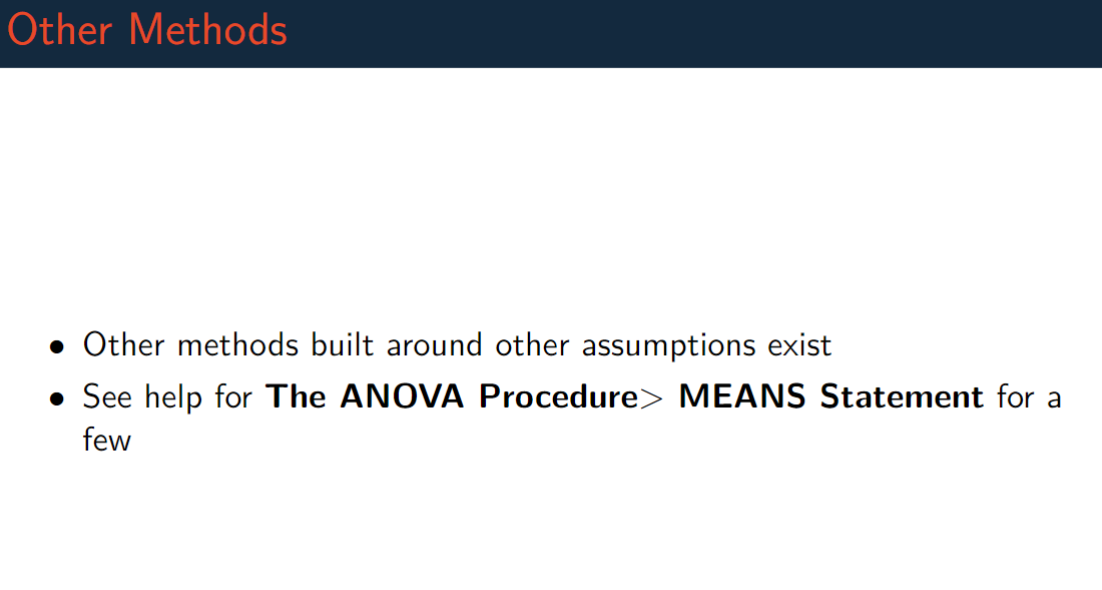 Other Methods
• Other methods built around other assumptions exist
• See help for The ANOVA Procedure> MEANS Statement for a
few